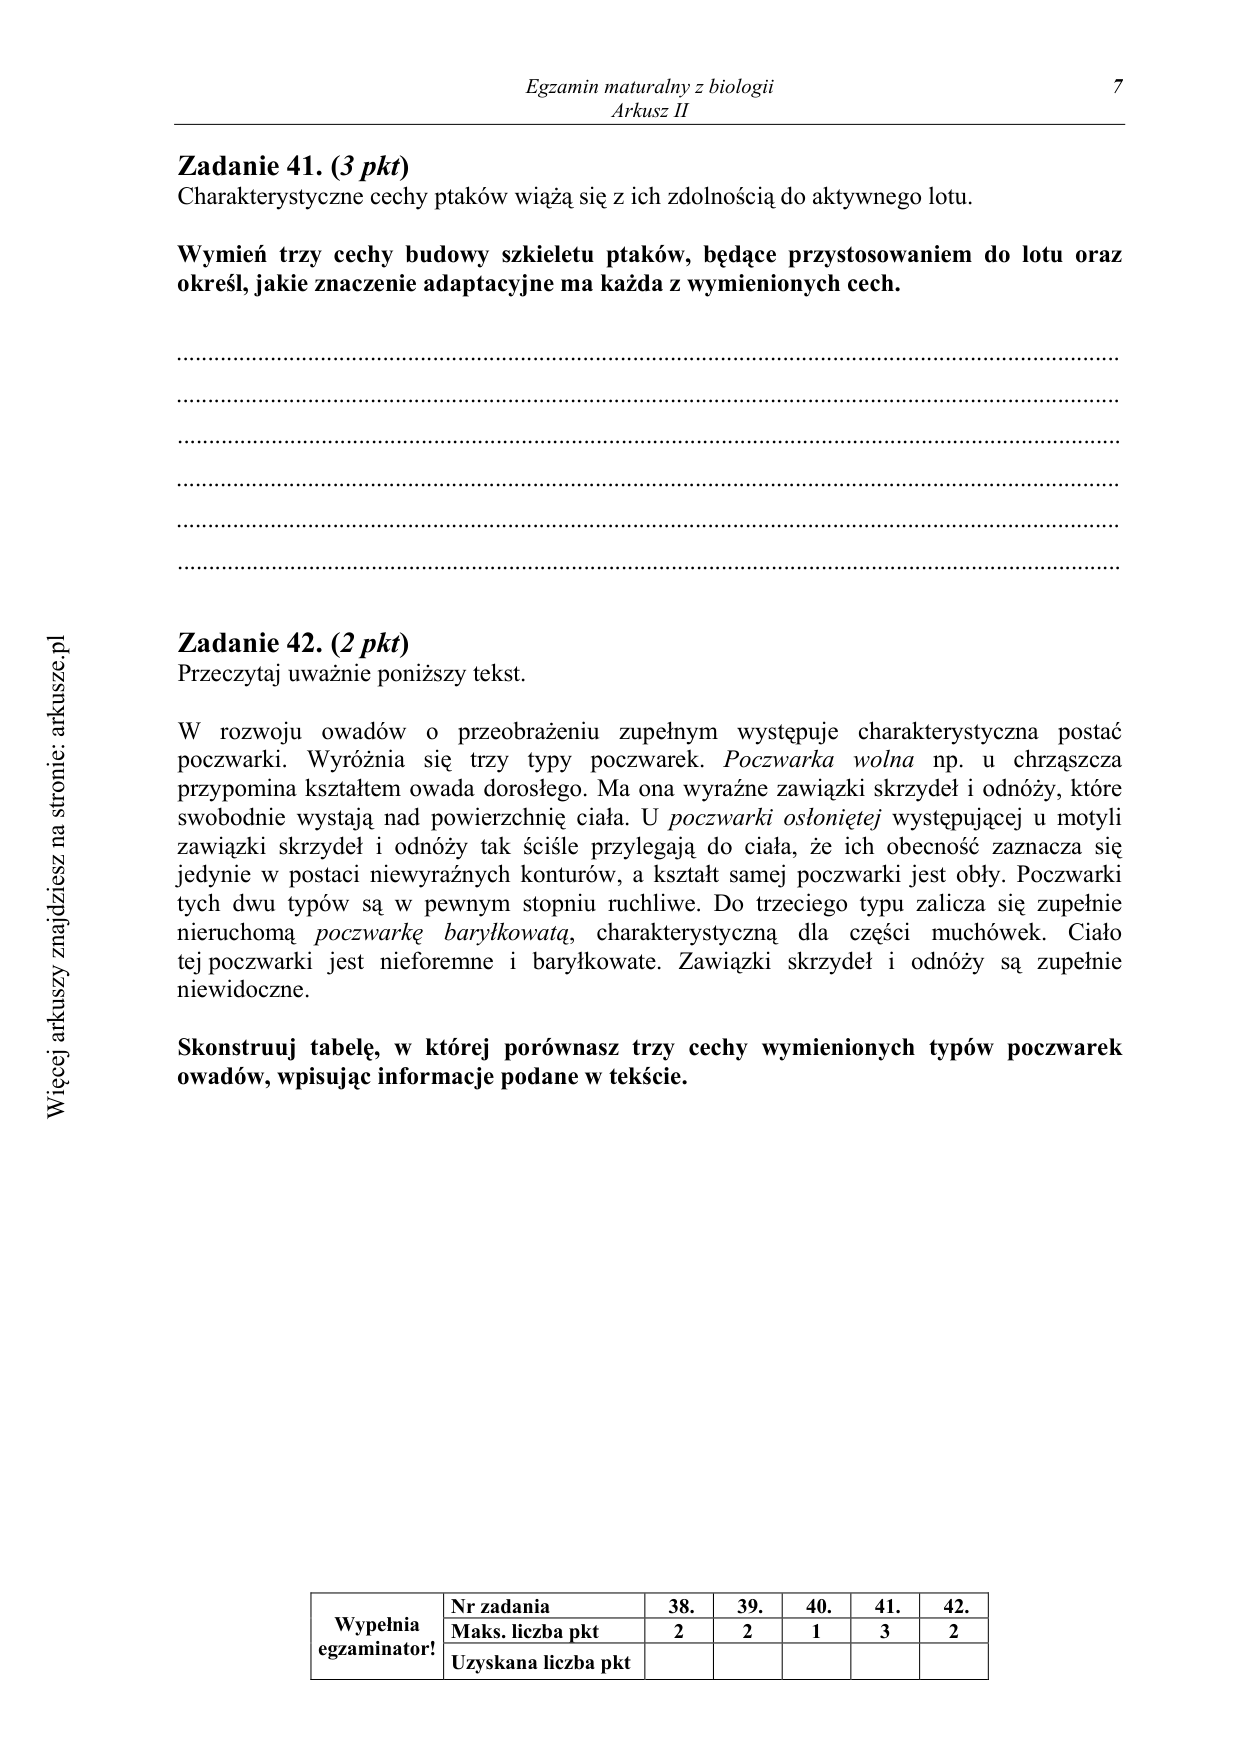 Egzamin maturalny z biologii 7
Arkusz II
Zadanie 41. (3 pkt)
Charakterystyczne cechy ptaków wiążą się z ich zdolnością do aktywnego lotu.
Wymień trzy cechy budowy szkieletu ptaków, będące przystosowaniem do lotu oraz
określ, jakie znaczenie adaptacyjne ma każda z wymienionych cech.
..........................................................................................................................................................
..........................................................................................................................................................
..........................................................................................................................................................
..........................................................................................................................................................
..........................................................................................................................................................
..........................................................................................................................................................
Zadanie 42. (2 pkt)
Przeczytaj uważnie poniższy tekst.
W rozwoju owadów o przeobrażeniu zupełnym występuje charakterystyczna postać
poczwarki. Wyróżnia się trzy typy poczwarek. Poczwarka wolna np. u chrząszcza
przypomina kształtem owada dorosłego. Ma ona wyraźne zawiązki skrzydeł i odnóży, które
swobodnie wystają nad powierzchnię ciała. U poczwarki osłoniętej występującej u motyli
zawiązki skrzydeł i odnóży tak ściśle przylegają do ciała, że ich obecność zaznacza się
jedynie w postaci niewyraźnych konturów, a kształt samej poczwarki jest obły. Poczwarki
tych dwu typów są w pewnym stopniu ruchliwe. Do trzeciego typu zalicza się zupełnie
nieruchomą poczwarkę baryłkowatą, charakterystyczną dla części muchówek. Ciało
tej poczwarki jest nieforemne i baryłkowate. Zawiązki skrzydeł i odnóży są zupełnie
niewidoczne.
Skonstruuj tabelę, w której porównasz trzy cechy wymienionych typów poczwarek
owadów, wpisując informacje podane w tekście.
Więcej arkuszy znajdziesz na stronie: arkusze.pl
Wypełnia
egzaminator!
Nr zadania 38. 39. 40. 41. 42.
Maks. liczba pkt 2 2 1 3 2
Uzyskana liczba pkt